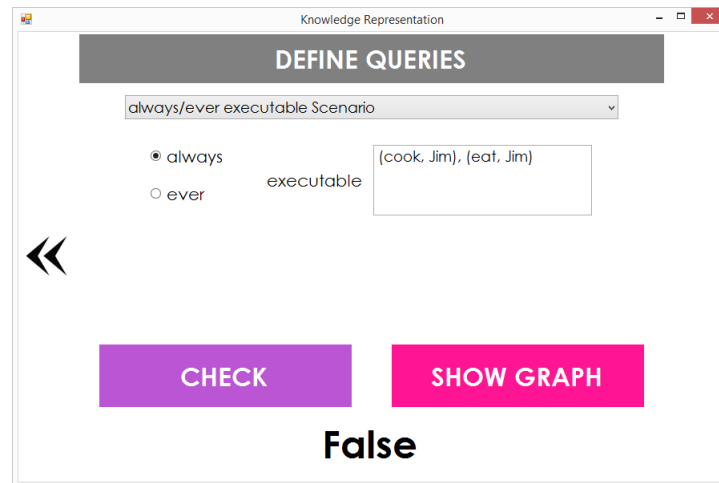 Knowledge Representation
DEFINE QUERIES
always/ever executable Scenario
always
ever
executable
(cook, Jim), (eat, Jim)
CHECK
SHOW GRAPH
False